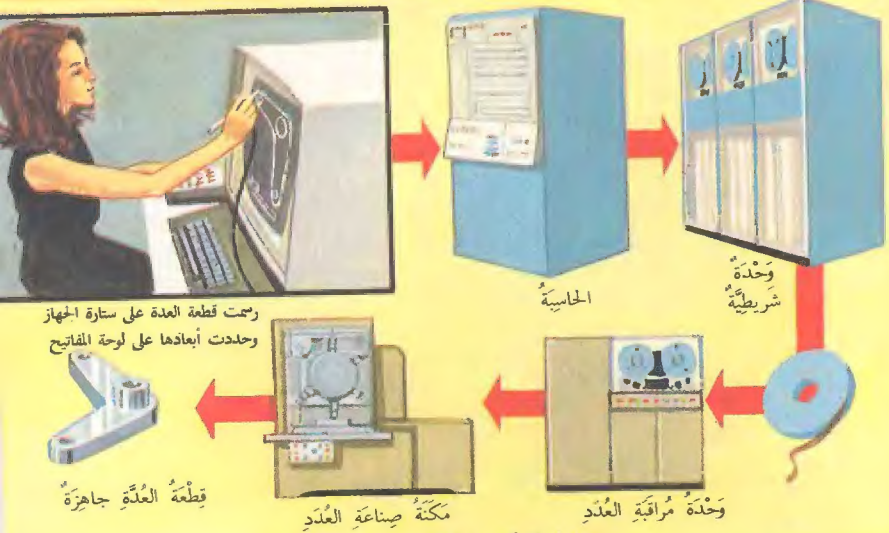 الحاسِبَةُ
وَحْدَةٌ
شَرِيطِيَّةٌ
رسمت قطعة العدة على ستارة الجهاز
وحددت أبعادها على لوحة المفاتيح
قِطْعَةُ العُدَّةِ جاهِزَةٌ
مَكَنَةُ صِناعَةِ العُدَدِ
وَحْدَةُ مُراقَبَةِ العُدَدِ